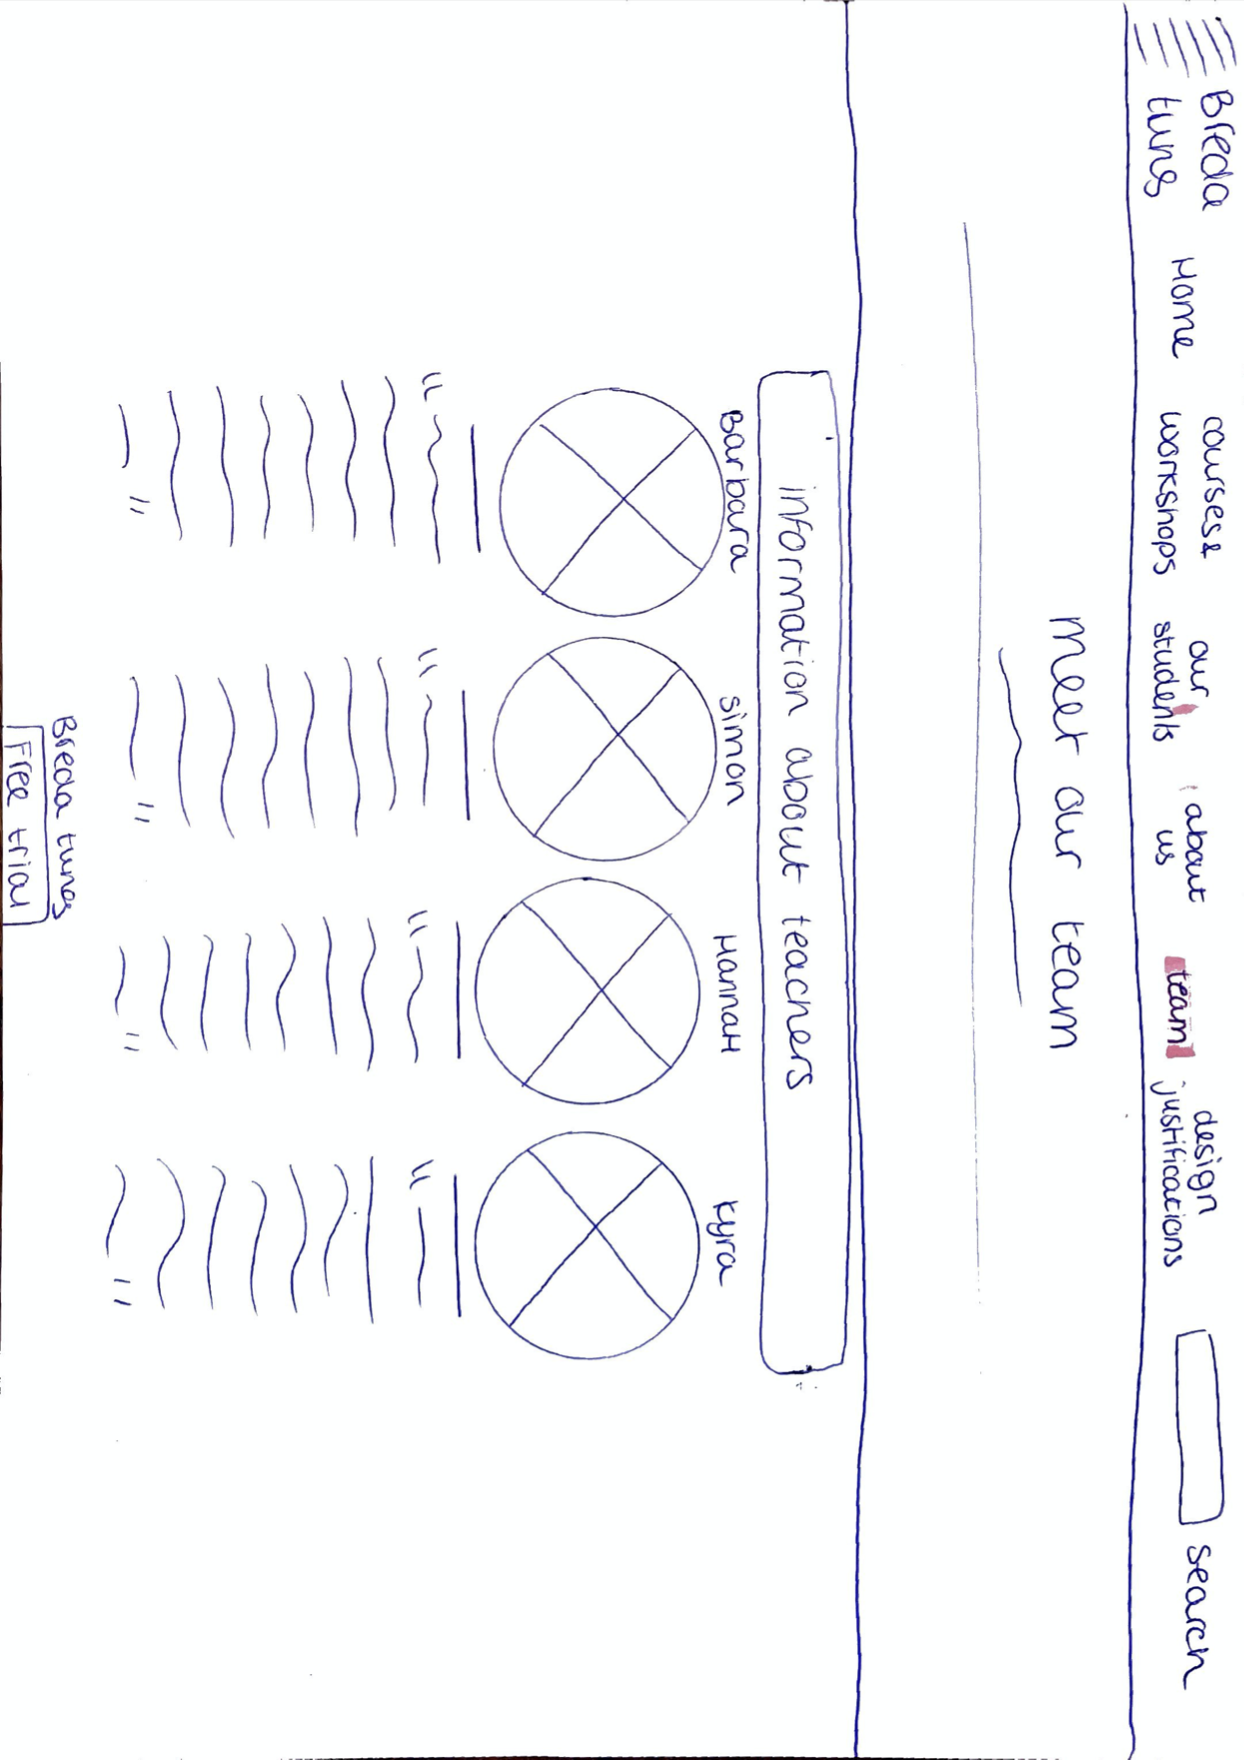 Breda
tunes
Home
courses &
workshops
our
students
about
us
team
design
justifications
search
meet our team
information about teachers
Barbara
simon
Hannah
kyra
Breda tunes
Free trial